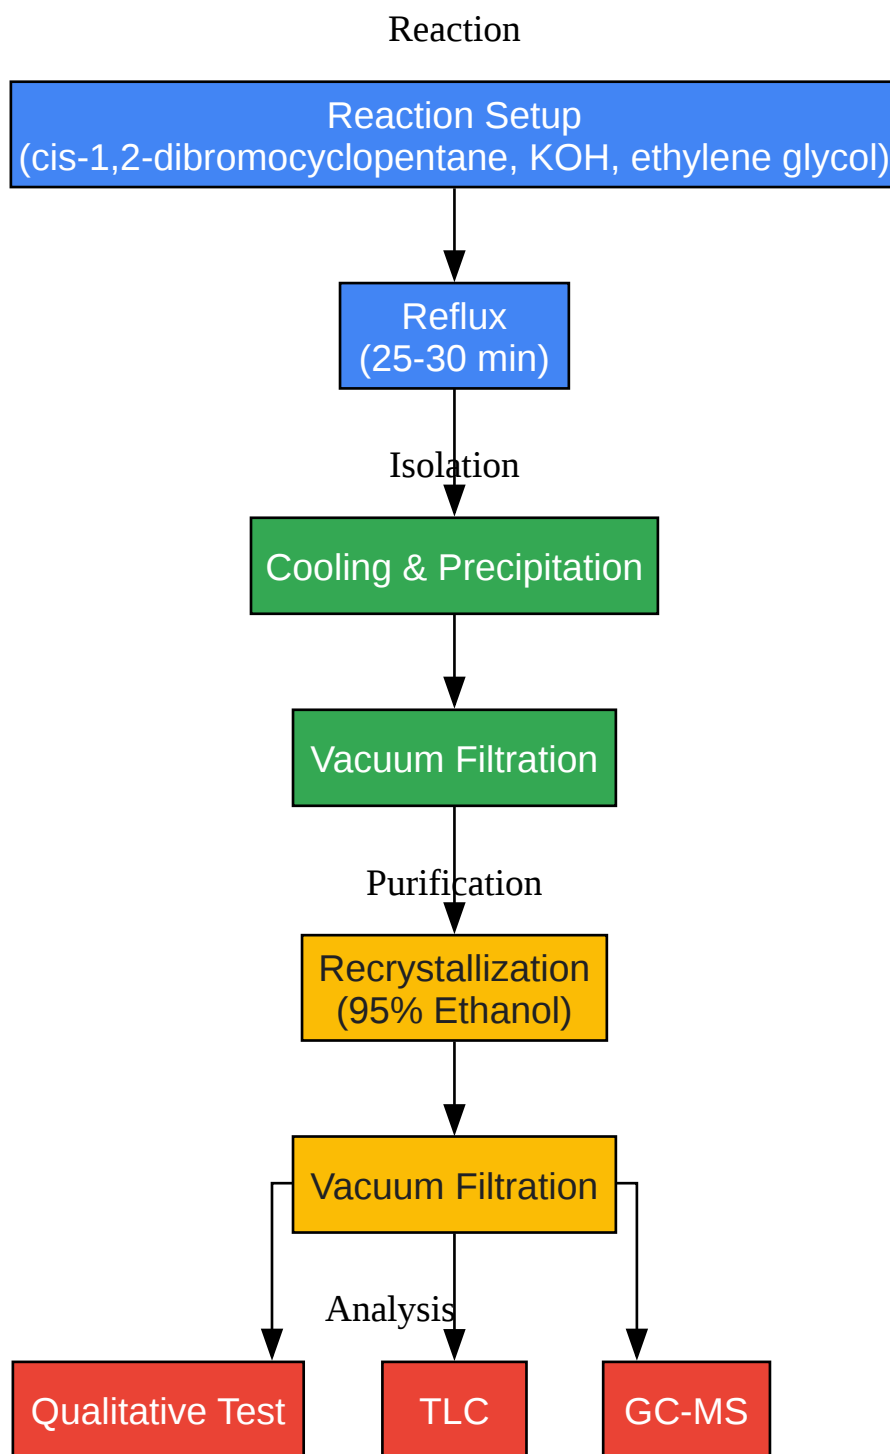 Reaction
Reaction Setup
(cis-1,2-dibromocyclopentane, KOH, ethylene glycol)
Reflux
(25-30 min)
Isolation
Cooling & Precipitation
Vacuum Filtration
Purification
Recrystallization
(95% Ethanol)
Vacuum Filtration
Analysis
Qualitative Test
TLC
GC-MS